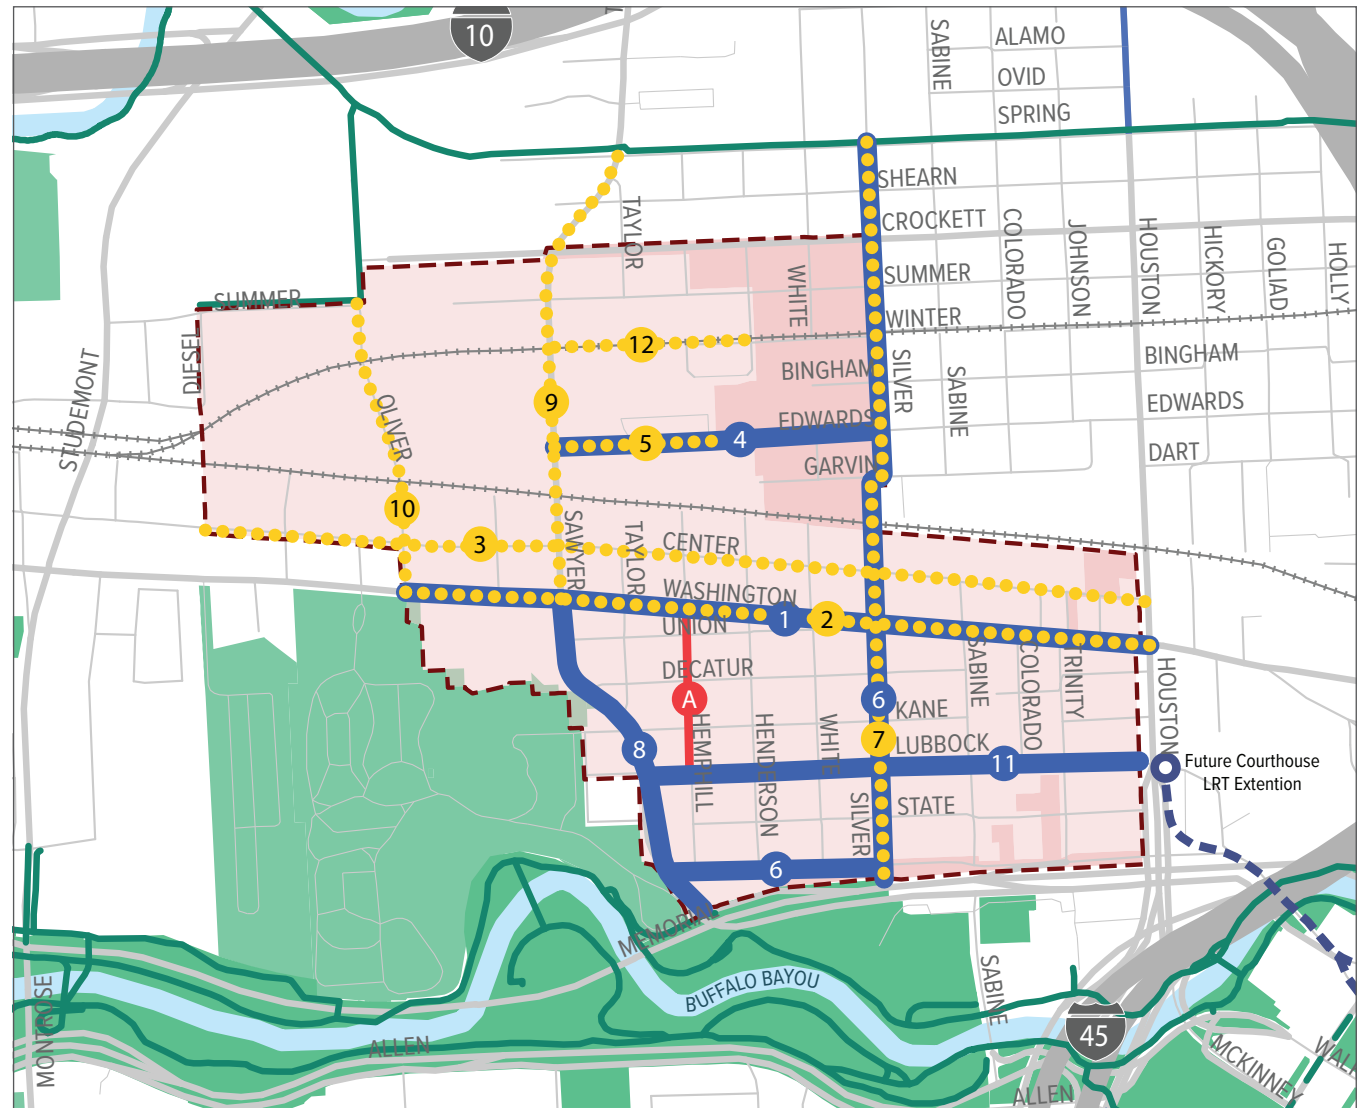 10
SABINE
ALAMO
OVID
SPRING
SHEARN
TAYLOR
CROCKETT
COLORADO
JOHNSON
HOUSTON
HICKORY
GOLIAD
HOLLY
SUMMER
WHITE
SUMMER
WINTER
DIESEL
12
BINGHAM
SILVER
SABINE
BINGHAM
STUDEMONT
OLIVER
9
EDWARDS
EDWARDS
5
4
GARVIN
DART
10
3
SAWYER
TAYLOR
CENTER
WASHINGTON
1
2
UNION
DECATUR
SABINE
COLORADO
TRINITY
HOUSTON
A
6
KANE
7
LUBBOCK
8
HEMPHILL
HENDERSON
WHITE
11
Future Courthouse
LRT Extention
SILVER
STATE
6
MEMORIAL
BUFFALO BAYOU
SABINE
MONTROSE
ALLEN
45
MCKINNEY
ALLEN